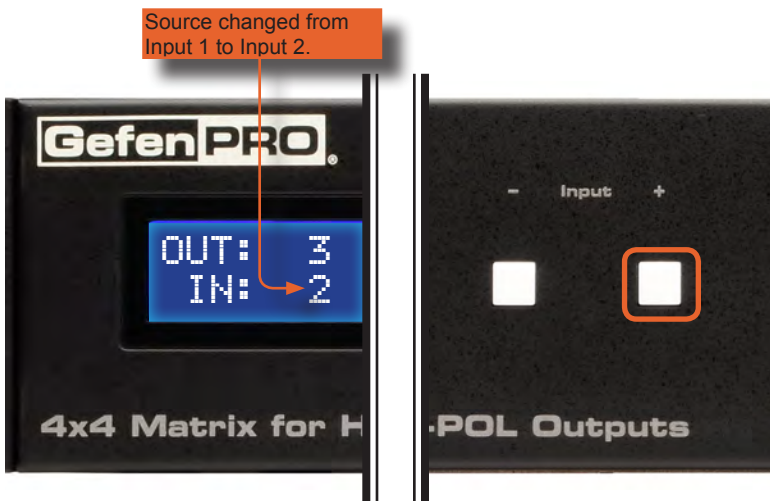 Source changed from
Input 1 to Input 2.
GefenPRO®
- Input +
OUT: 3
IN: 2
4x4 Matrix for H
-POL Outputs